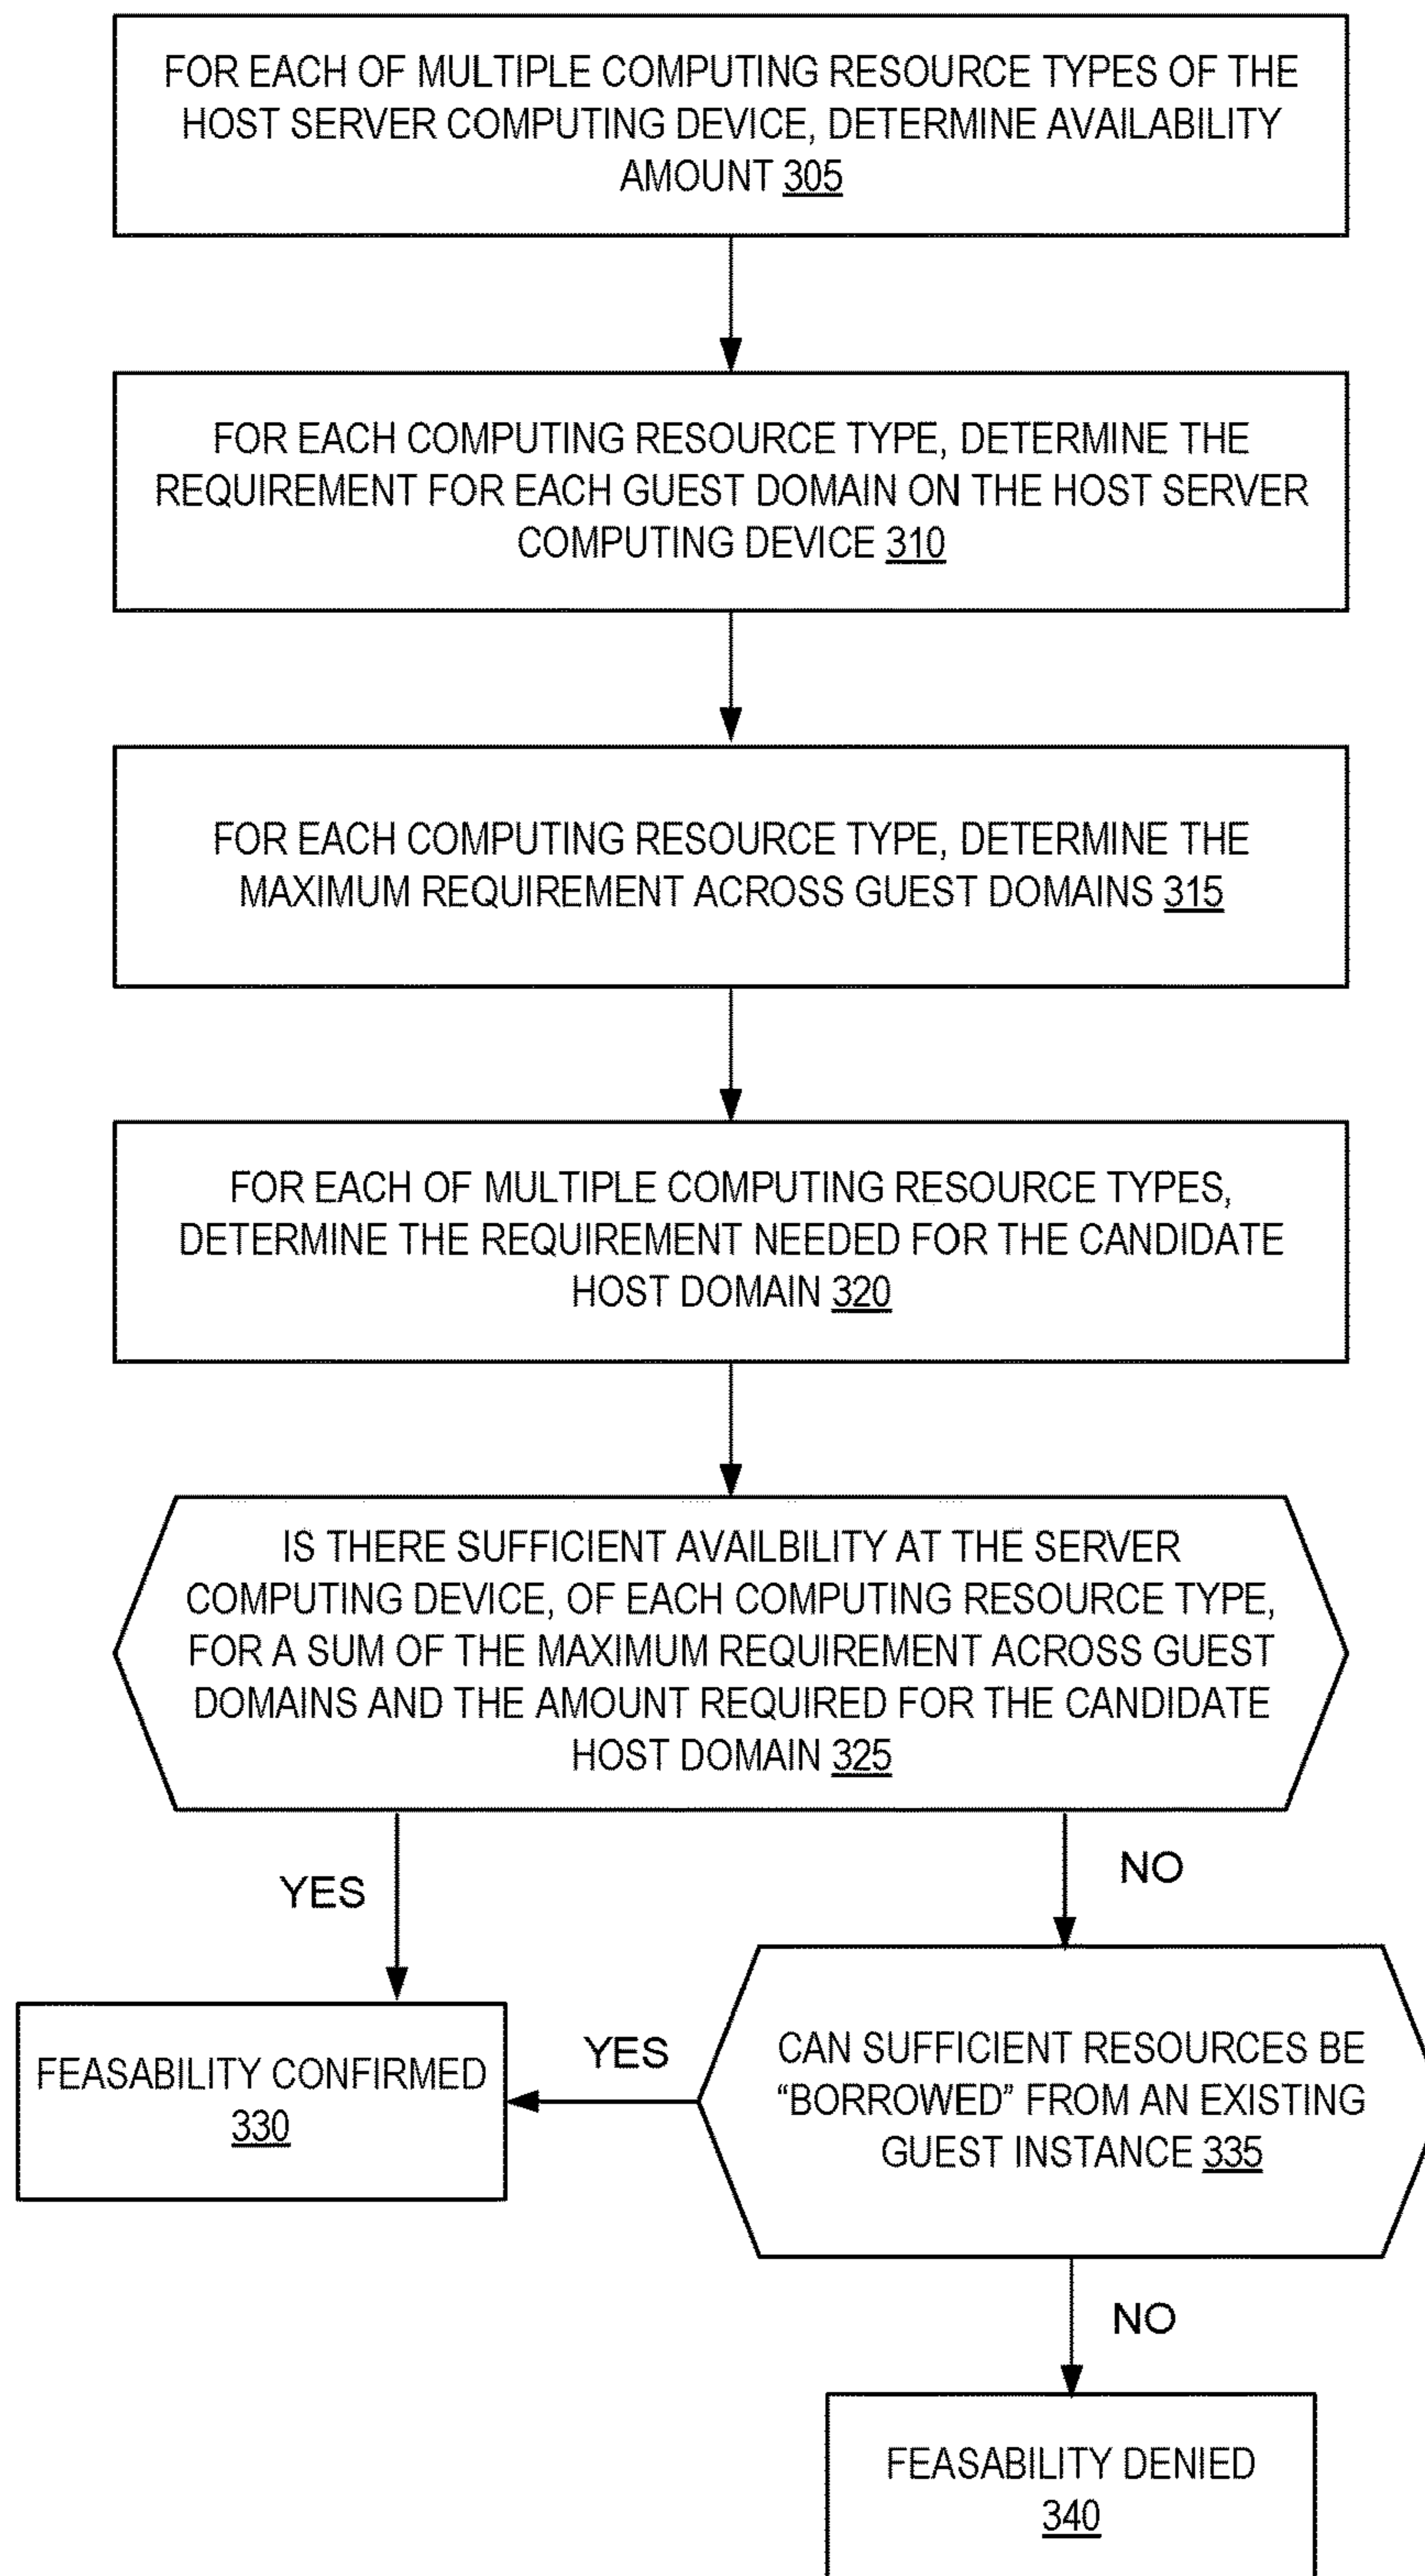 FOR EACH OF MULTIPLE COMPUTING RESOURCE TYPES OF THE
HOST SERVER COMPUTING DEVICE, DETERMINE AVAILABILITY
AMOUNT 305
FOR EACH COMPUTING RESOURCE TYPE, DETERMINE THE
REQUIREMENT FOR EACH GUEST DOMAIN ON THE HOST SERVER
COMPUTING DEVICE 310
FOR EACH COMPUTING RESOURCE TYPE, DETERMINE THE
MAXIMUM REQUIREMENT ACROSS GUEST DOMAINS 315
FOR EACH OF MULTIPLE COMPUTING RESOURCE TYPES,
DETERMINE THE REQUIREMENT NEEDED FOR THE CANDIDATE
HOST DOMAIN 320
IS THERE SUFFICIENT AVAILBILITY AT THE SERVER
COMPUTING DEVICE, OF EACH COMPUTING RESOURCE TYPE,
FOR A SUM OF THE MAXIMUM REQUIREMENT ACROSS GUEST
DOMAINS AND THE AMOUNT REQUIRED FOR THE CANDIDATE
HOST DOMAIN 325
YES
NO
FEASABILITY CONFIRMED
330
YES
CAN SUFFICIENT RESOURCES BE
“BORROWED” FROM AN EXISTING
GUEST INSTANCE 335
NO
FEASABILITY DENIED
340